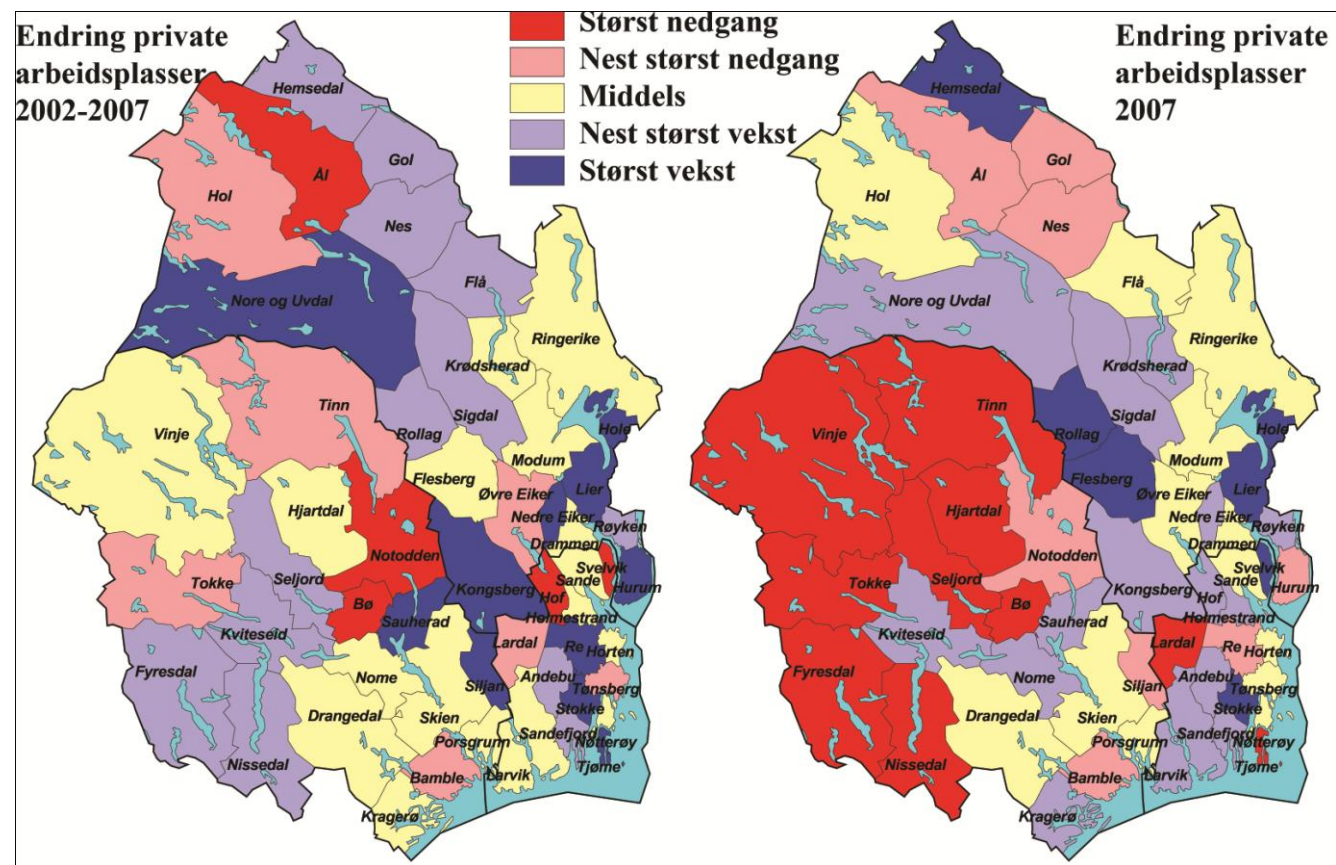 Endring private
arbeidsplasser
2002-2007
Størst nedgang
Nest størst nedgang
Middels
Nest størst vekst
Størst vekst
Endring private
arbeidsplasser
2007
Hemsedal
Gol
Ål
Hol
Nes
Flå
Nore og Uvdal
Ringerike
Krødsherad
Tinn
Sigdal
Vinje
Rollag
Hole
Modum
Flesberg
Øvre Eiker
Lier
Hjartdal
Nedre Eiker
Røyken
Drammen
Notodden
Svelvik
Sande
Tokke
Seljord
Kongsberg
Hof
Hurum
Bø
Holmestrand
Kviteseid
Sauherad
Lardal
Re
Horten
Fyresdal
Nome
Siljan
Andebu
Tønsberg
Drangedal
Skien
Stokke
Sandefjord
Nøtterøy
Porsgrunn
Nissedal
Bamble
Larvik
Tjøme
Kragerø
Hemsedal
Gol
Ål
Hol
Nes
Flå
Nore og Uvdal
Ringerike
Krødsherad
Tinn
Sigdal
Vinje
Rollag
Hole
Modum
Flesberg
Øvre Eiker
Lier
Hjartdal
Nedre Eiker
Røyken
Drammen
Notodden
Svelvik
Sande
Tokke
Seljord
Kongsberg
Hof
Hurum
Bø
Holmestrand
Kviteseid
Sauherad
Lardal
Re
Horten
Fyresdal
Nome
Siljan
Andebu
Tønsberg
Drangedal
Skien
Stokke
Sandefjord
Nøtterøy
Porsgrunn
Nissedal
Bamble
Larvik
Tjøme
Kragerø